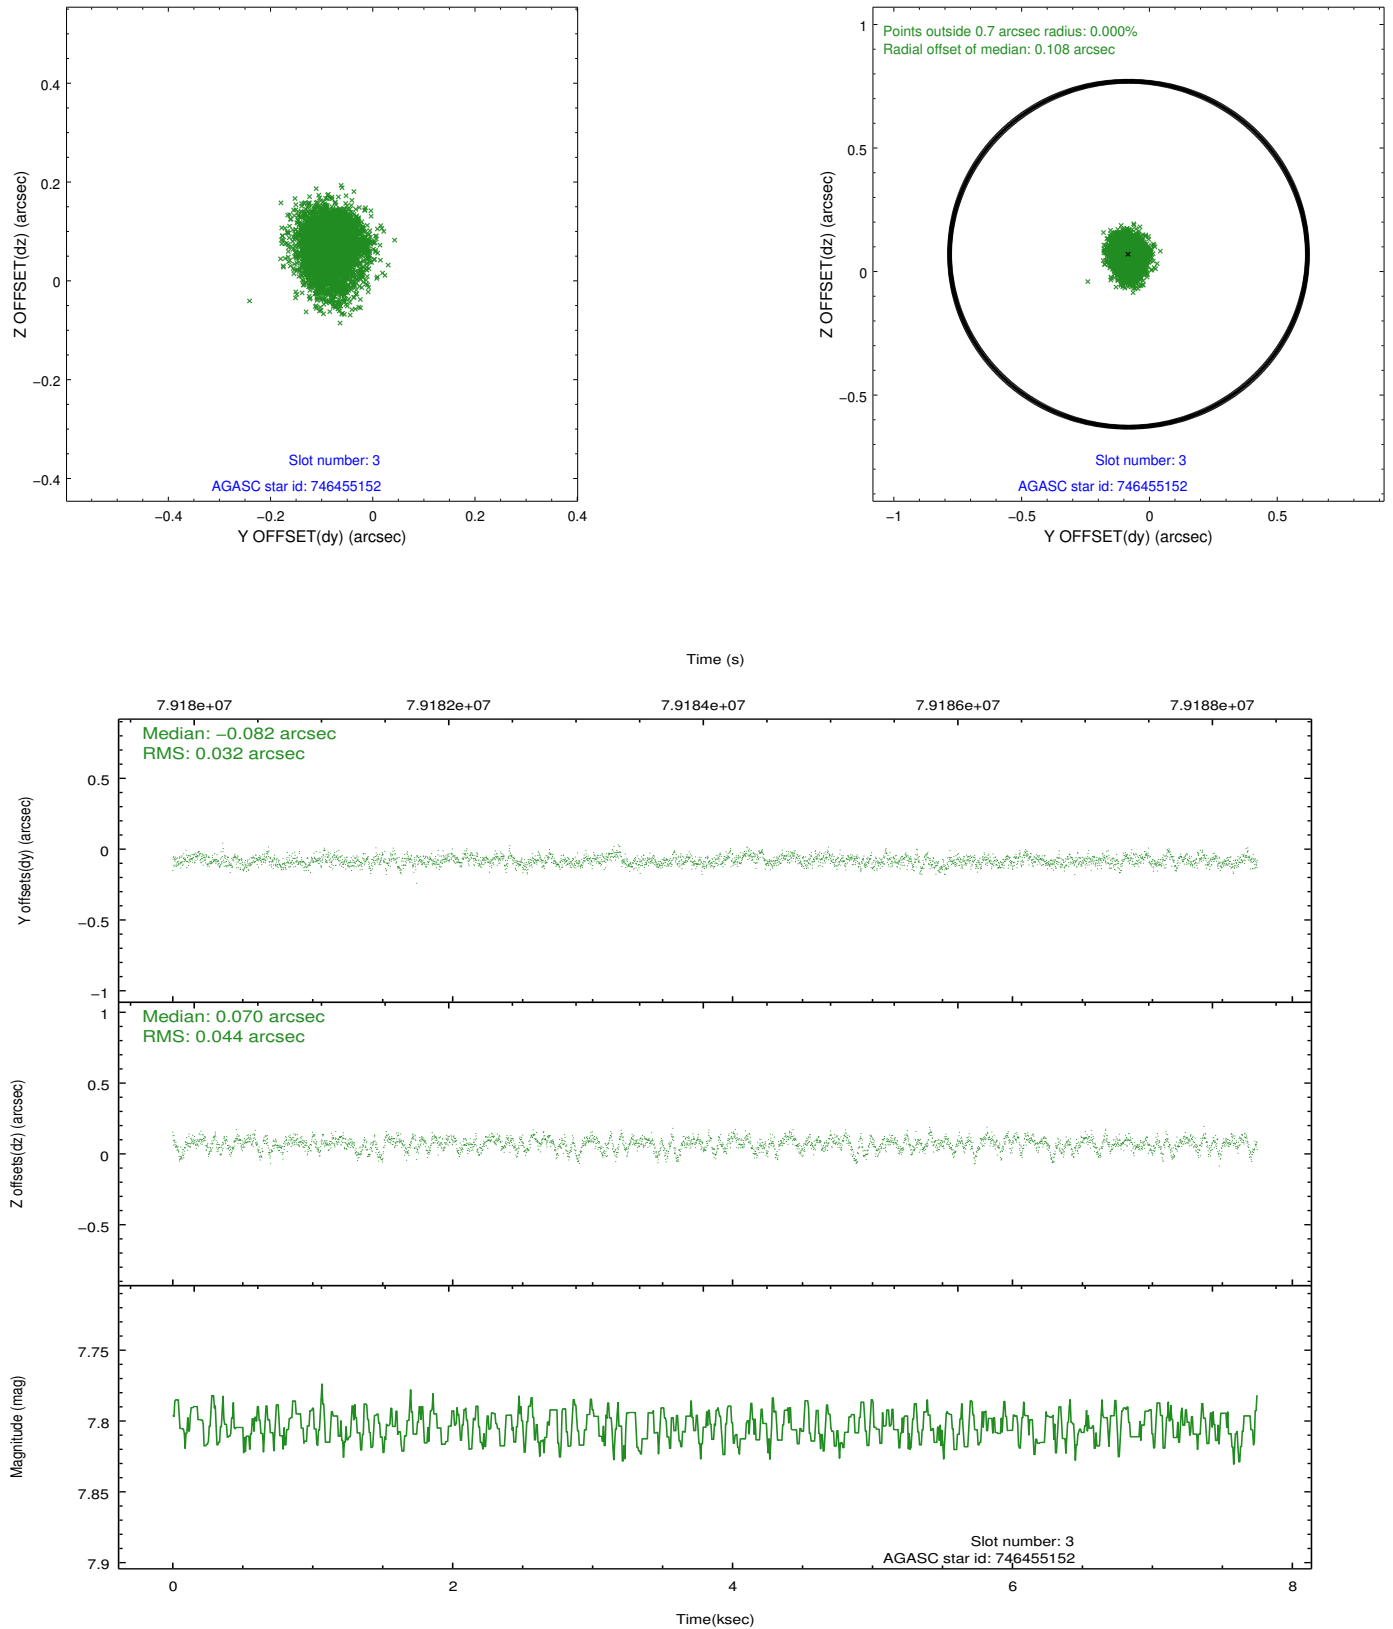 0.4
0.2
0
−0.2
−0.4
Z OFFSET(dz) (arcsec)
Slot number: 3
AGASC star id: 746455152
−0.4
−0.2
0
0.2
0.4
Y OFFSET(dy) (arcsec)
Points outside 0.7 arcsec radius: 0.000%
Radial offset of median: 0.108 arcsec
1
0.5
0
−0.5
Z OFFSET(dz) (arcsec)
Slot number: 3
AGASC star id: 746455152
−1
−0.5
0
0.5
Y OFFSET(dy) (arcsec)
Time (s)
7.918e+07
7.9182e+07
7.9184e+07
7.9186e+07
7.9188e+07
Median: −0.082 arcsec
RMS: 0.032 arcsec
0.5
0
−0.5
−1
Y offsets(dy) (arcsec)
Median: 0.070 arcsec
RMS: 0.044 arcsec
1
0.5
0
−0.5
Z offsets(dz) (arcsec)
7.75
7.8
7.85
7.9
Magnitude (mag)
Slot number: 3
AGASC star id: 746455152
0
2
4
6
8
Time(ksec)